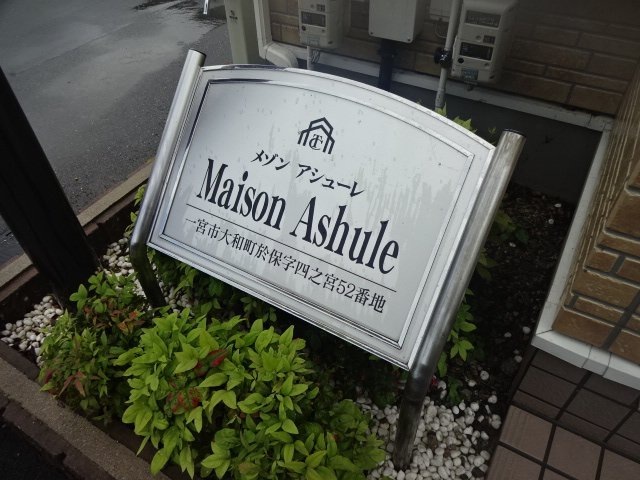 メゾン アシューレ
Maison Ashule
一宮市大和町於保字四之宮52番地